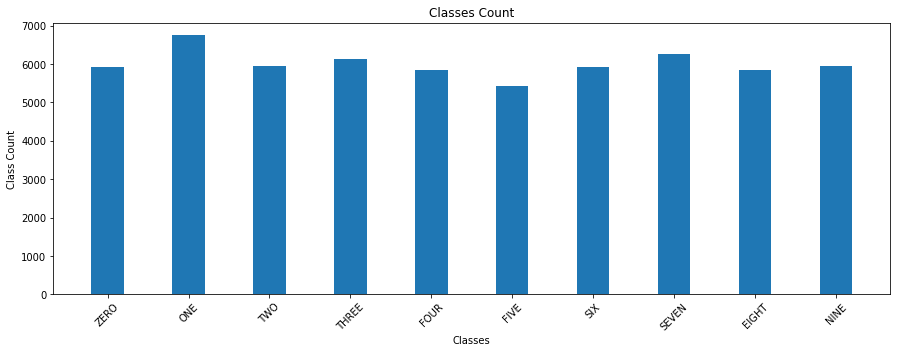 Classes Count
Class Count
7000
6000
5000
4000
3000
2000
1000
0
ZERO
ONE
TWO
THREE
FOUR
FIVE
SIX
SEVEN
EIGHT
NINE
Classes